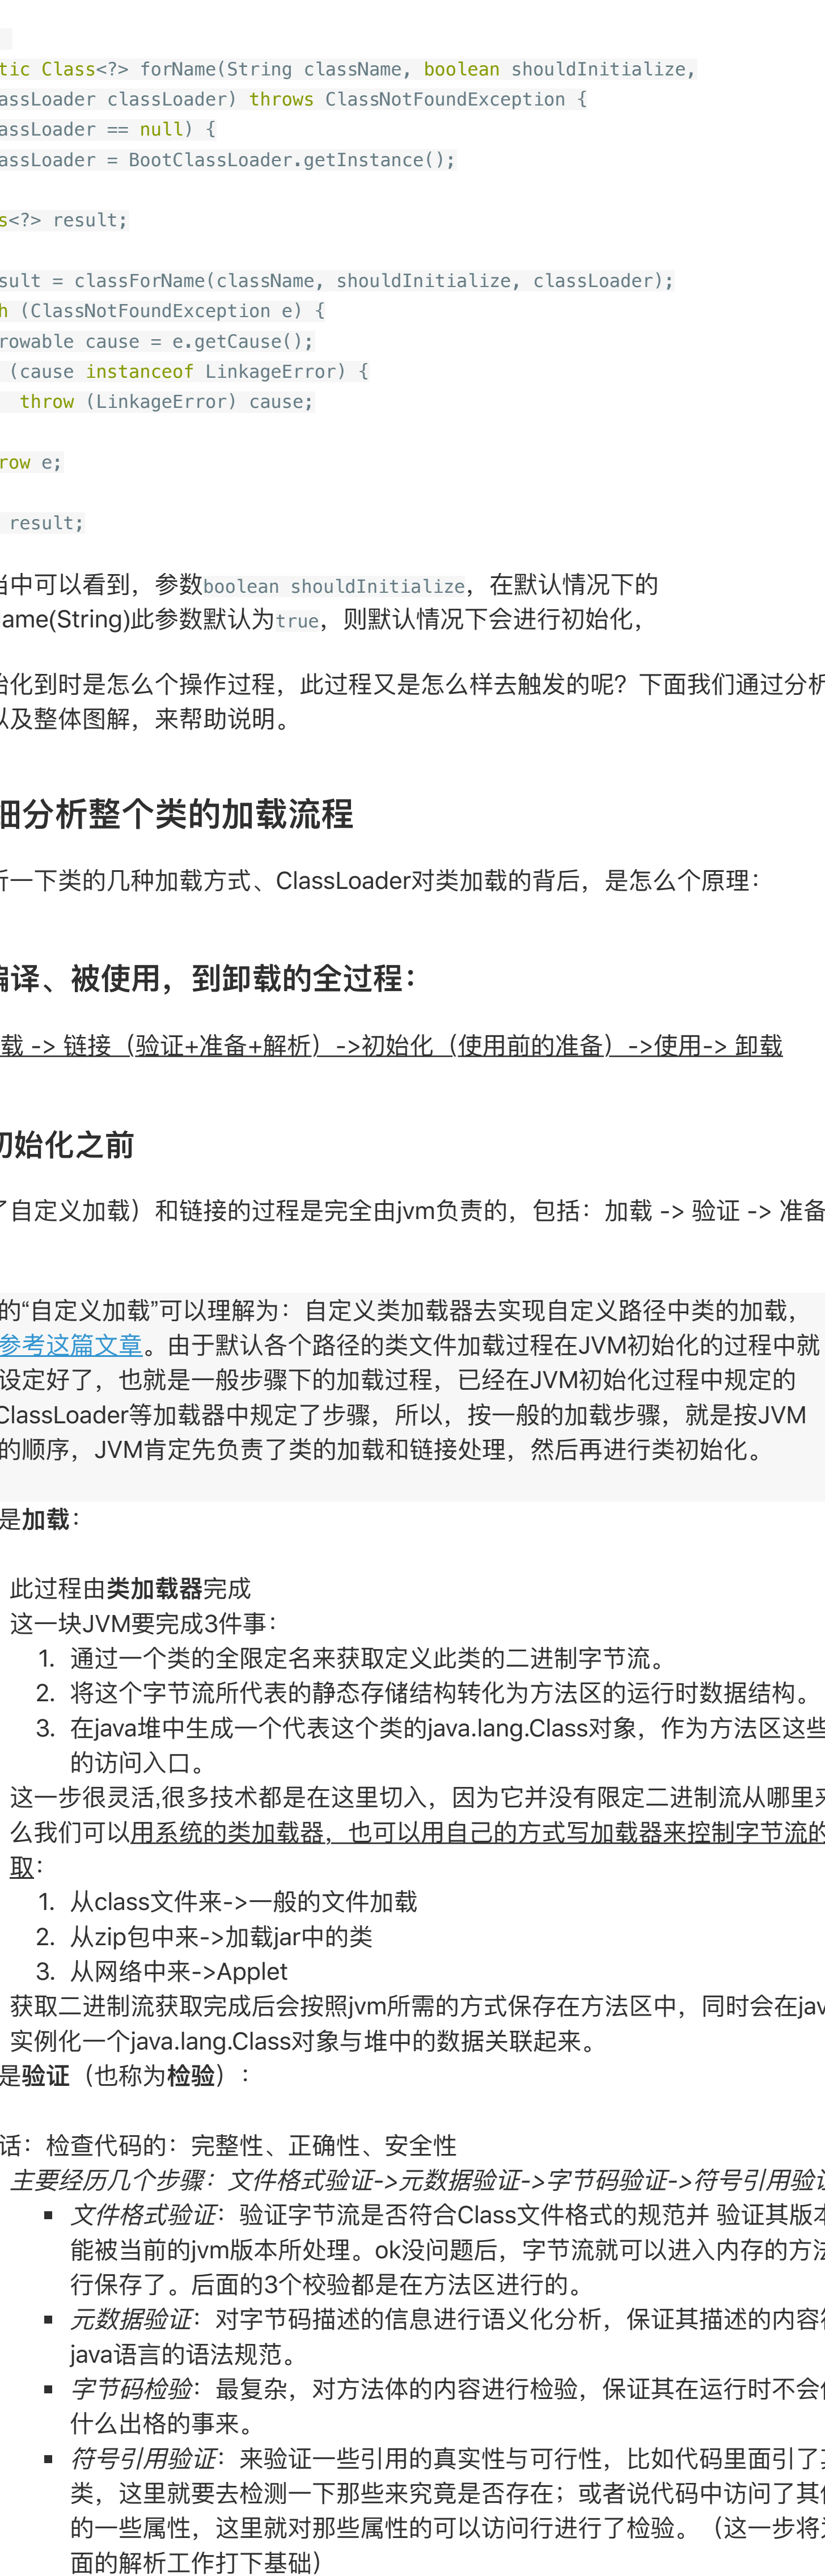 tic Class<?> forName(String className, boolean shouldInitialize,
assLoader classLoader) throws ClassNotFoundException {
assLoader == null) {
assLoader = BootClassLoader.getInstance();
s<?> result;
sult = classForName(className, shouldInitialize, classLoader);
h (ClassNotFoundException e) {
rowable cause = e.getCause();
(cause instanceof LinkageError) {
throw (LinkageError) cause;
row e;
result;
当中可以看到，参数boolean shouldInitialize，在默认情况下的
ame(String)此参数默认为true，则默认情况下会进行初始化，
始化到时是怎么个操作过程，此过程又是怎么样去触发的呢？下面我们通过分析
以及整体图解，来帮助说明。
细分析整个类的加载流程
析一下类的几种加载方式、ClassLoader对类加载的背后，是怎么个原理：
编译、被使用，到卸载的全过程：
载 -> 链接（验证+准备+解析）->初始化（使用前的准备）->使用-> 卸载
初始化之前
了自定义加载）和链接的过程是完全由jvm负责的，包括：加载 -> 验证 -> 准备
的“自定义加载”可以理解为：自定义类加载器去实现自定义路径中类的加载，
参考这篇文章。由于默认各个路径的类文件加载过程在JVM初始化的过程中就
设定好了，也就是一般步骤下的加载过程，已经在JVM初始化过程中规定的
ClassLoader等加载器中规定了步骤，所以，按一般的加载步骤，就是按JVM
的顺序，JVM肯定先负责了类的加载和链接处理，然后再进行类初始化。
是加载：
此过程由类加载器完成
这一块JVM要完成3件事：
1. 通过一个类的全限定名来获取定义此类的二进制字节流。
2. 将这个字节流所代表的静态存储结构转化为方法区的运行时数据结构。
3. 在java堆中生成一个代表这个类的java.lang.Class对象，作为方法区这些
的访问入口。
这一步很灵活,很多技术都是在这里切入，因为它并没有限定二进制流从哪里来
么我们可以用系统的类加载器，也可以用自己的方式写加载器来控制字节流的
取：
1. 从class文件来->一般的文件加载
2. 从zip包中来->加载jar中的类
3. 从网络中来->Applet
获取二进制流获取完成后会按照jvm所需的方式保存在方法区中，同时会在jav
实例化一个java.lang.Class对象与堆中的数据关联起来。
是验证（也称为检验）：
话：检查代码的：完整性、正确性、安全性
主要经历几个步骤：文件格式验证->元数据验证->字节码验证->符号引用验证
▪ 文件格式验证：验证字节流是否符合Class文件格式的规范并 验证其版本
能被当前的jvm版本所处理。ok没问题后，字节流就可以进入内存的方法
行保存了。后面的3个校验都是在方法区进行的。
▪ 元数据验证：对字节码描述的信息进行语义化分析，保证其描述的内容符
java语言的语法规范。
▪ 字节码检验：最复杂，对方法体的内容进行检验，保证其在运行时不会作
什么出格的事来。
▪ 符号引用验证：来验证一些引用的真实性与可行性，比如代码里面引了其
类，这里就要去检测一下那些来究竟是否存在；或者说代码中访问了其他
的一些属性，这里就对那些属性的可以访问行进行了检验。（这一步将为
面的解析工作打下基础）